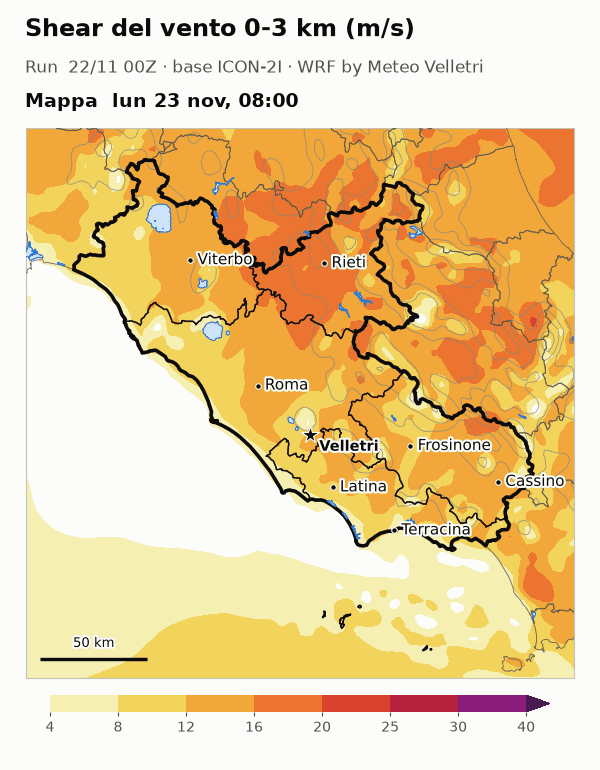 Shear del vento 0-3 km (m/s)
Run  22/11 00Z · base ICON-2I · WRF by Meteo Velletri
Mappa  lun 23 nov, 08:00
Viterbo
Rieti
Roma
Velletri
Frosinone
Cassino
Latina
Terracina
50 km
4 8 12 16 20 25 30 40